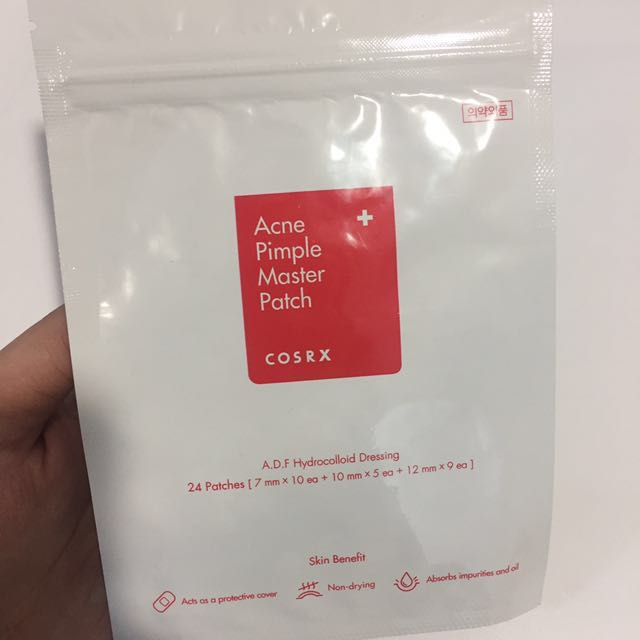 의약외품
Acne
Pimple
Master
Patch
COSRX
A.D.F Hydrocolloid Dressing
24 Patches [ 7 mm × 10 ea + 10 mm × 5 ea + 12 mm × 9 ea ]
Skin Benefit
Acts as a protective cover
Non-drying
Absorbs impurities and oil